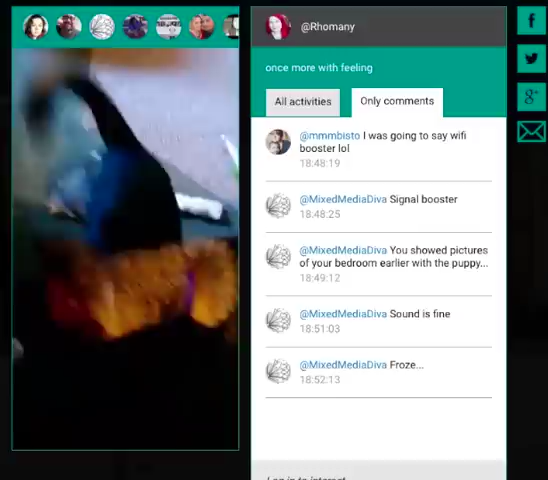 @Rhomany
once more with feeling
All activities
Only comments
@mmmbisto I was going to say wifi
booster lol
18:48:19
@MixedMediaDiva Signal booster
18:48:25
@MixedMediaDiva You showed pictures
of your bedroom earlier with the puppy...
18:49:12
@MixedMediaDiva Sound is fine
18:51:03
@MixedMediaDiva Froze...
18:52:13
f
g+